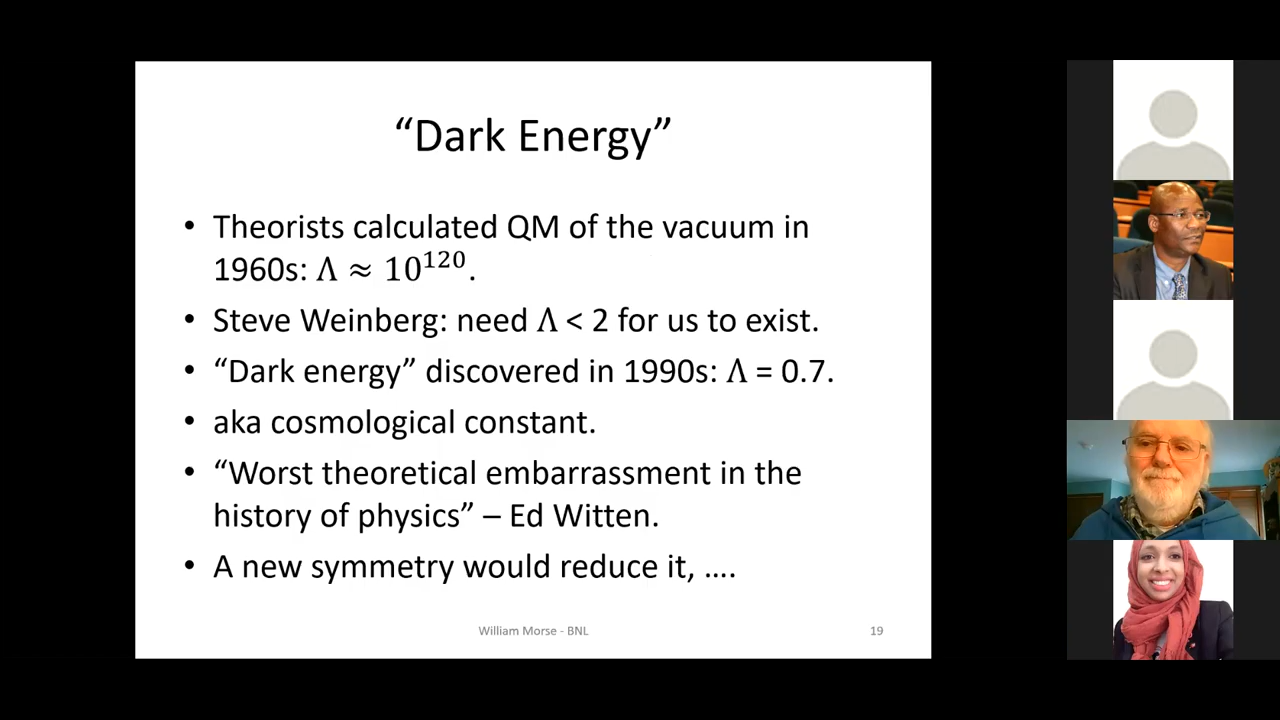 “Dark Energy”
• Theorists calculated QM of the vacuum in
1960s: Λ ≈ 10¹²⁰.
• Steve Weinberg: need Λ < 2 for us to exist.
• “Dark energy” discovered in 1990s: Λ = 0.7.
• aka cosmological constant.
• “Worst theoretical embarrassment in the
history of physics” – Ed Witten.
• A new symmetry would reduce it, ….
William Morse - BNL
19